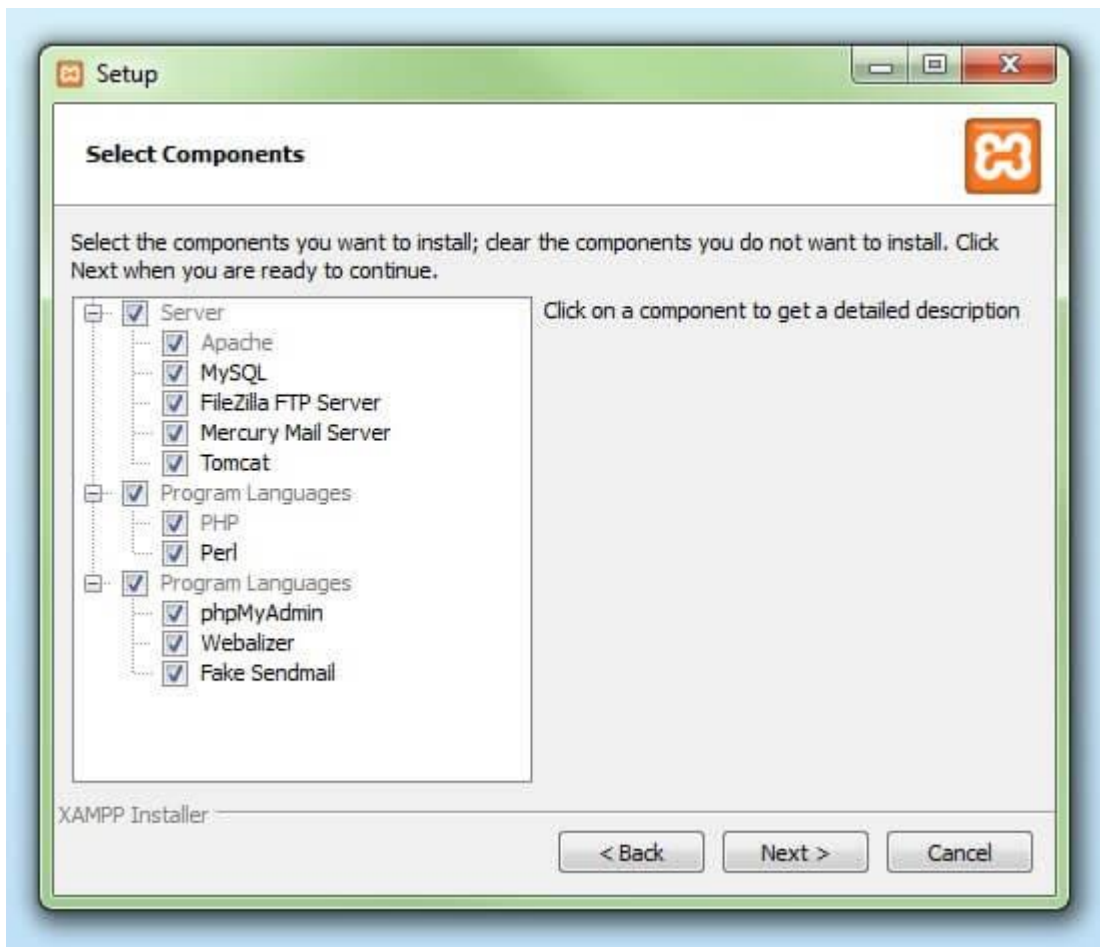 Setup
Select Components
Select the components you want to install; clear the components you do not want to install. Click
Next when you are ready to continue.
Server
Apache
MySQL
FileZilla FTP Server
Mercury Mail Server
Tomcat
Program Languages
PHP
Perl
Program Languages
phpMyAdmin
Webalizer
Fake Sendmail
Click on a component to get a detailed description
XAMPP Installer
< Back
Next >
Cancel